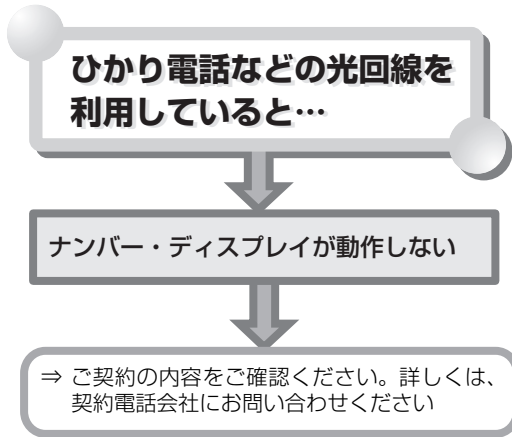 ひかり電話などの光回線を
利用していると…
ナンバー・ディスプレイが動作しない
⇒ ご契約の内容をご確認ください。詳しくは、
契約電話会社にお問い合わせください